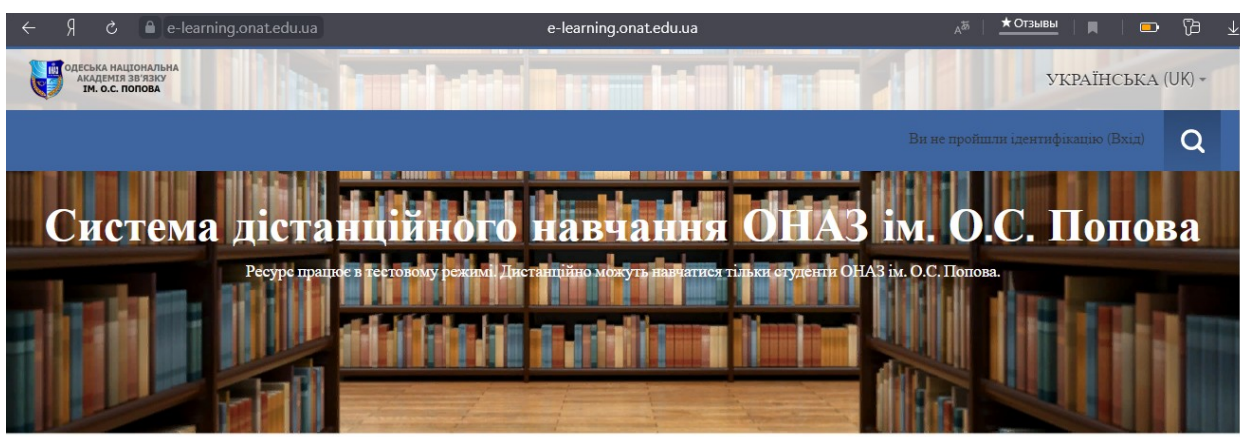 Я e-learning.onat.edu.ua e-learning.onat.edu.ua ★ Отзывы
ОДЕСЬКА НАЦІОНАЛЬНА
АКАДЕМІЯ ЗВ'ЯЗКУ
ІМ. О.С. ПОПОВА
УКРАЇНСЬКА (UK)
Ви не пройшли ідентифікацію (Вхід)
Система дістанційного навчання ОНАЗ ім. О.С. Попова
Ресурс працює в тестовому режимі. Дистанційно можуть навчатися тільки студенти ОНАЗ ім. О.С. Попова.